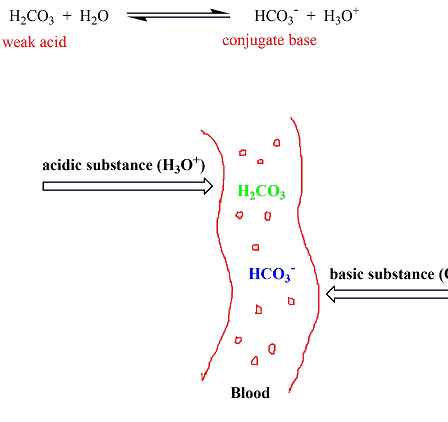 H₂CO₃ + H₂O ⇌ HCO₃⁻ + H₃O⁺
weak acid conjugate base
acidic substance (H₃O⁺)
H₂CO₃
HCO₃⁻
basic substance (
Blood